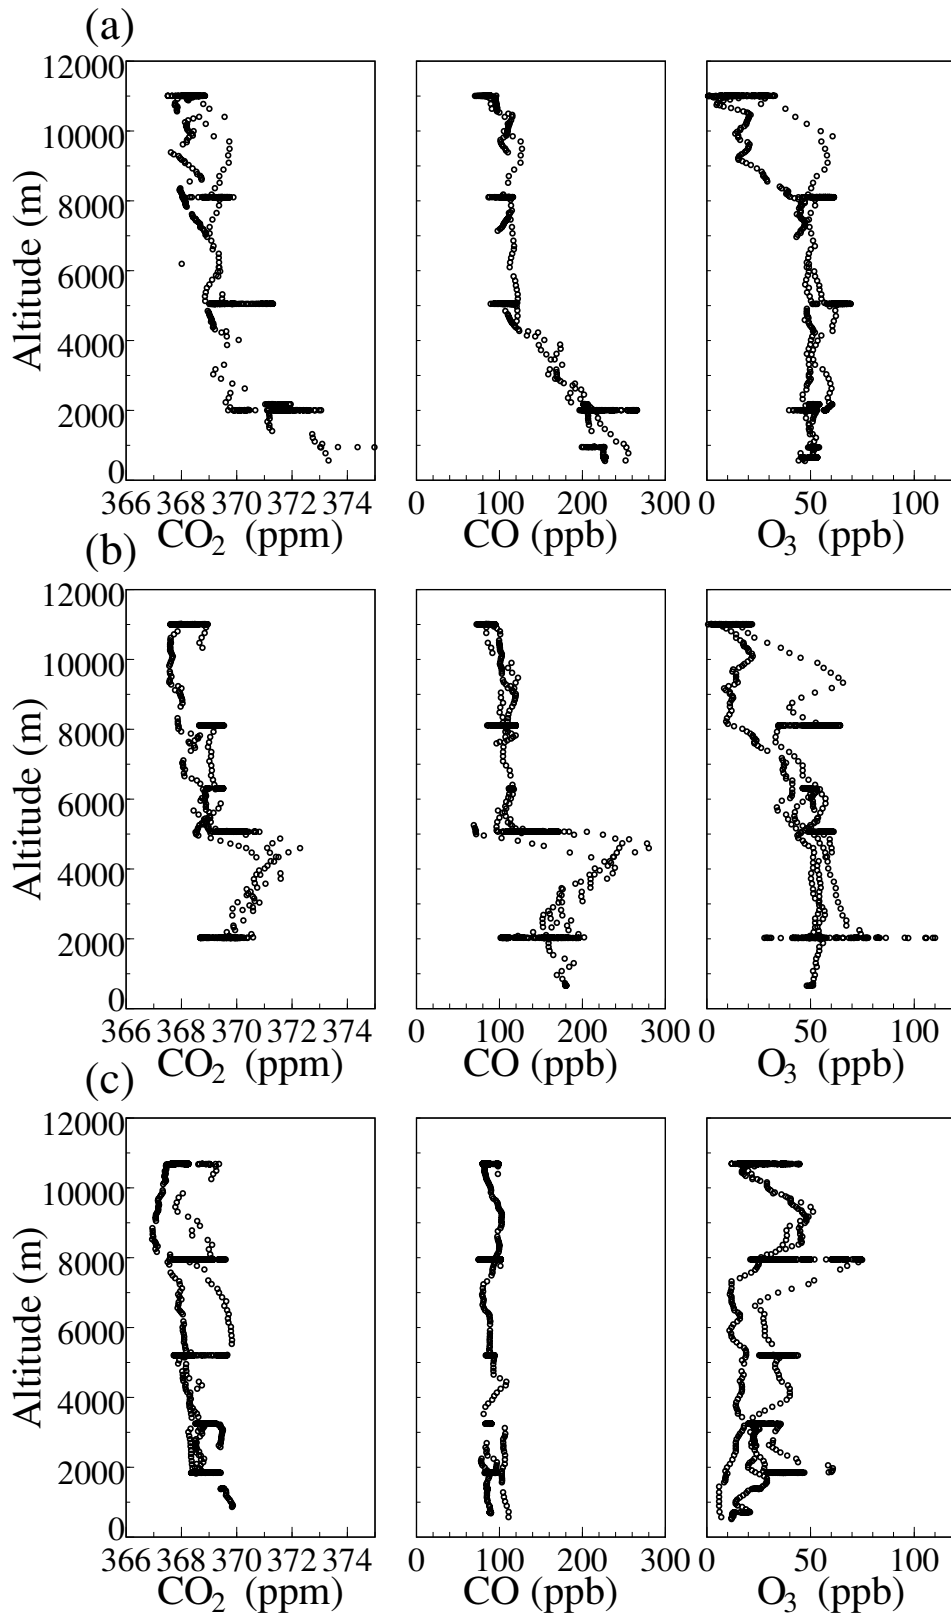 (a)
12000
10000
8000
6000
4000
2000
0
Altitude (m)
366 368 370 372 374
CO2 (ppm)
0 100 200 300
CO (ppb)
0 50 100
O3 (ppb)
(b)
12000
10000
8000
6000
4000
2000
0
Altitude (m)
366 368 370 372 374
CO2 (ppm)
0 100 200 300
CO (ppb)
0 50 100
O3 (ppb)
(c)
12000
10000
8000
6000
4000
2000
0
Altitude (m)
366 368 370 372 374
CO2 (ppm)
0 100 200 300
CO (ppb)
0 50 100
O3 (ppb)